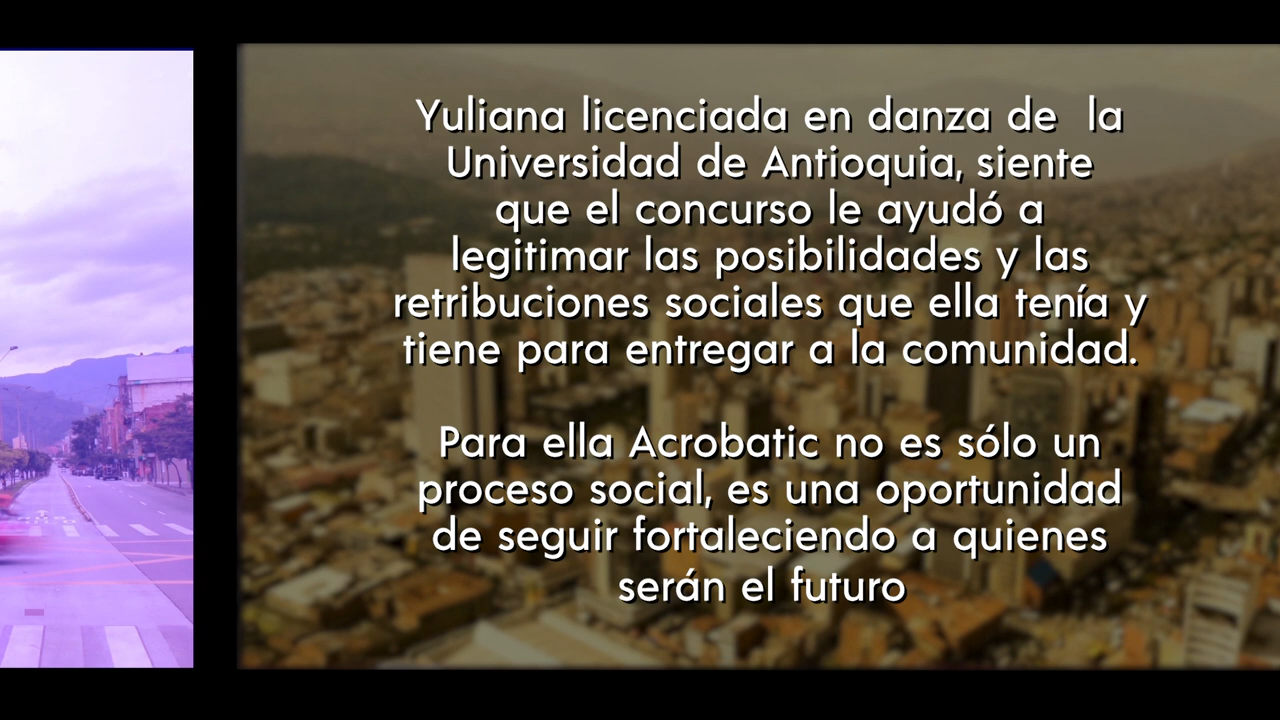 Yuliana licenciada en danza de la
Universidad de Antioquia, siente
que el concurso le ayudó a
legitimar las posibilidades y las
retribuciones sociales que ella tenía y
tiene para entregar a la comunidad.
Para ella Acrobatic no es sólo un
proceso social, es una oportunidad
de seguir fortaleciendo a quienes
serán el futuro